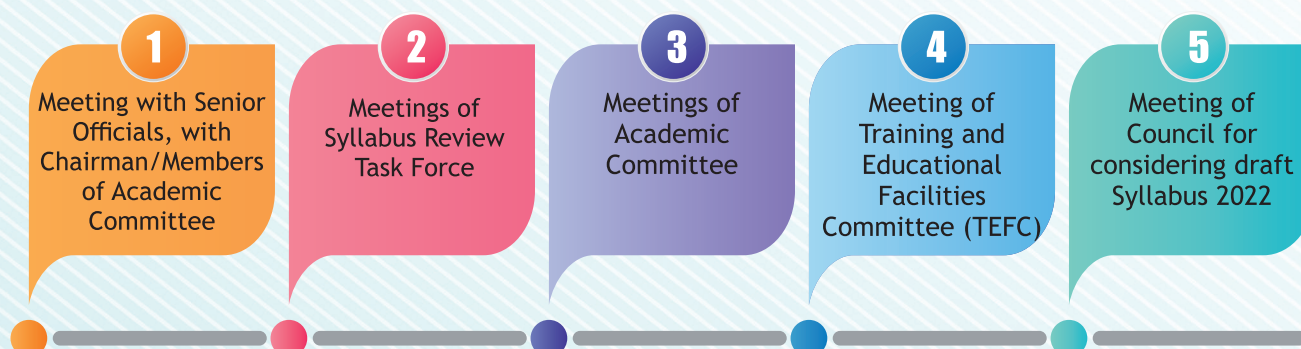 1
Meeting with Senior
Officials, with
Chairman/Members
of Academic
Committee
2
Meetings of
Syllabus Review
Task Force
3
Meetings of
Academic
Committee
4
Meeting of
Training and
Educational
Facilities
Committee (TEFC)
5
Meeting of
Council for
considering draft
Syllabus 2022